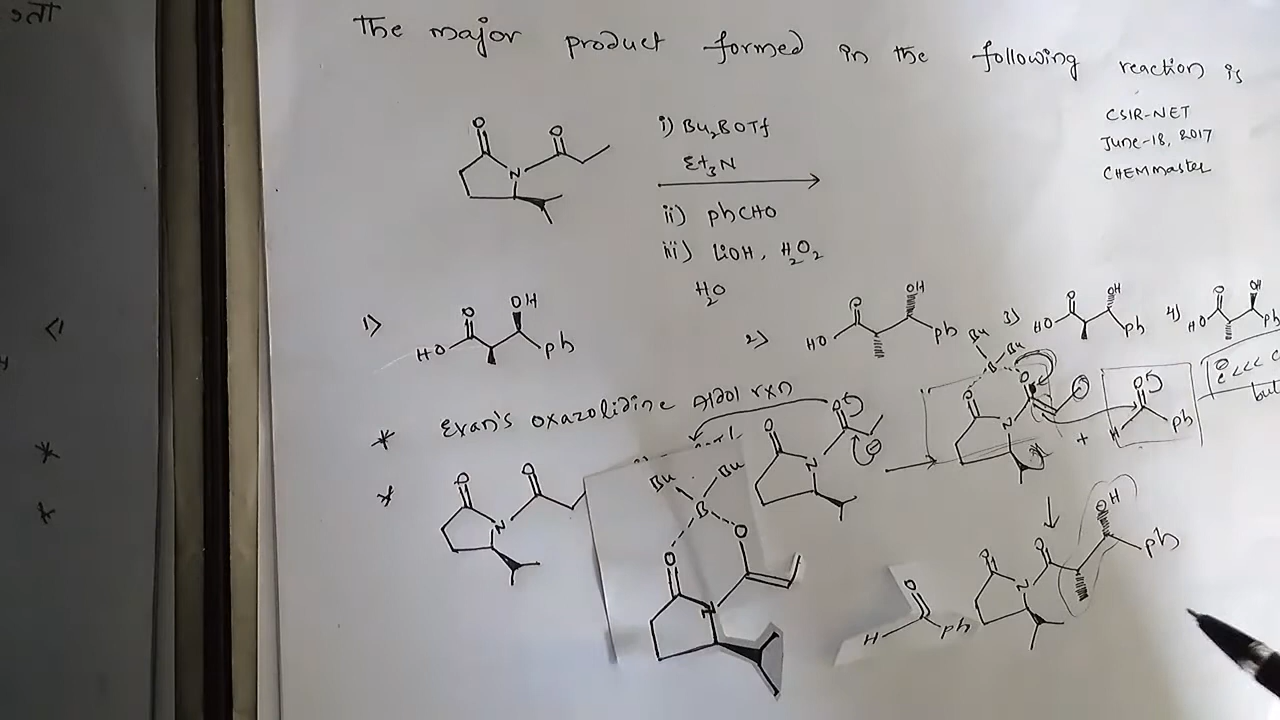 The major product formed in the following reaction is
CSIR-NET
June-18, 2017
CHEMmaster
O
O
N
i) Bu2BOTf
Et3N
ii) phCHO
iii) LiOH, H2O2
H2O
1)
HO
O
OH
Ph
2)
HO
O
OH
Ph
3)
HO
O
OH
Ph
4)
HO
O
OH
Ph
* Evan's oxazolidine Aldol rxn
but
*
O
N
O
Bu
Bu
B
O
O
N
O
N
O
Bu
Bu
B
O
O
N
+
O
H
Ph
O
H
Ph
O
N
O
OH
Ph